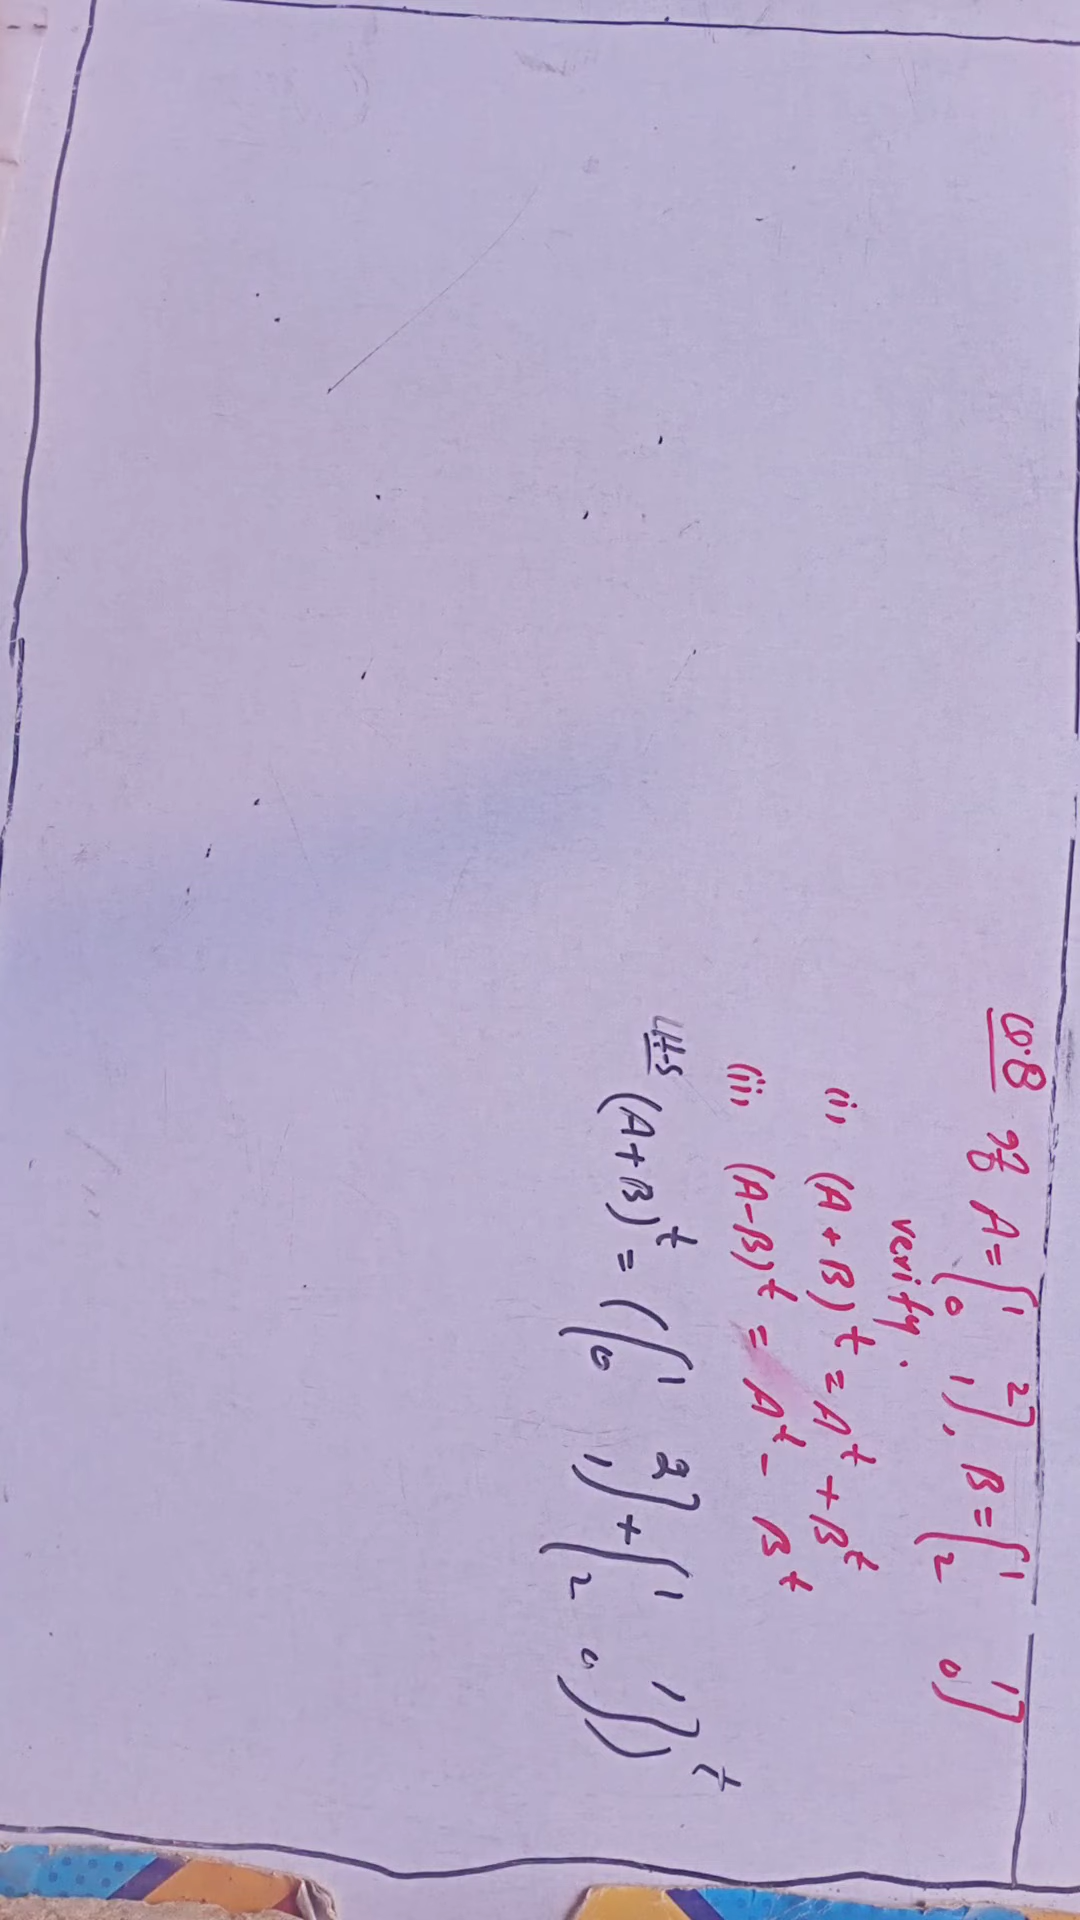 Q.8 If A = [1 2 0 1], B = [1 1 2 0]
verify.
(i) (A + B)^t = A^t + B^t
(ii) (A - B)^t = A^t - B^t
LH-S
(A + B)^t = ([1 2 0 1] + [1 1 2 0])^t